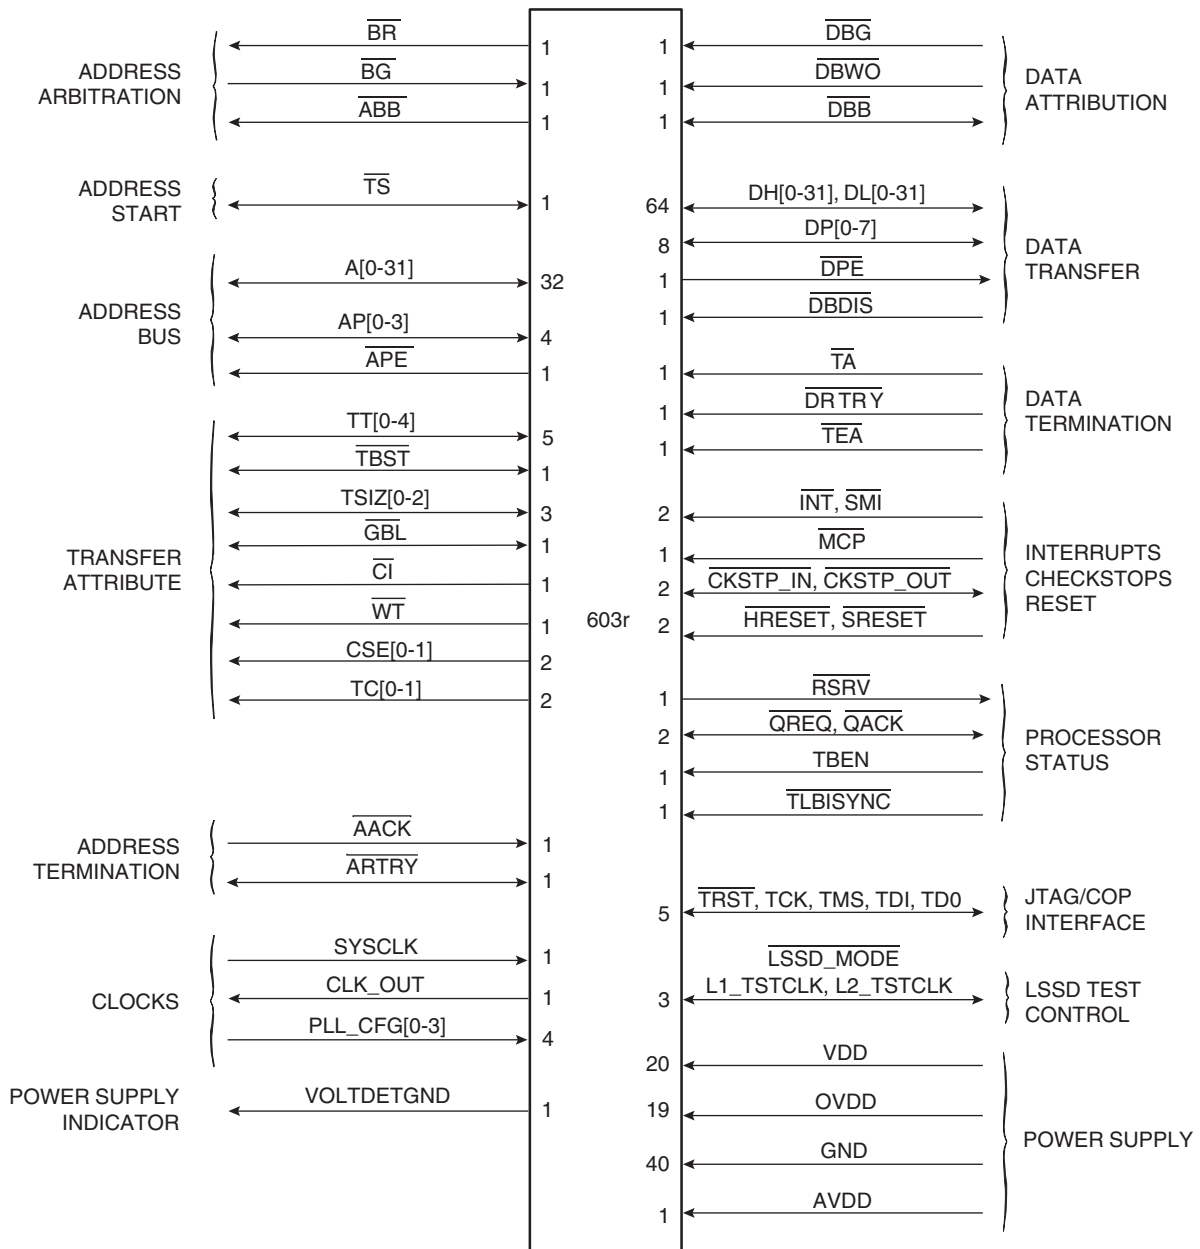 ADDRESS
ARBITRATION
BR
1
BG
1
ABB
1
ADDRESS
START
TS
1
ADDRESS
BUS
A[0-31]
32
AP[0-3]
4
APE
1
TRANSFER
ATTRIBUTE
TT[0-4]
5
TBST
1
TSIZ[0-2]
3
GBL
1
CI
1
WT
1
CSE[0-1]
2
TC[0-1]
2
ADDRESS
TERMINATION
AACK
1
ARTRY
1
CLOCKS
SYSCLK
1
CLK_OUT
1
PLL_CFG[0-3]
4
POWER SUPPLY
INDICATOR
VOLTDETGND
1
603r
1
DBG
1
DBWO
1
DBB
DATA
ATTRIBUTION
64
DH[0-31], DL[0-31]
8
DP[0-7]
1
DPE
1
DBDIS
DATA
TRANSFER
1
TA
1
DRTRY
1
TEA
DATA
TERMINATION
2
INT, SMI
1
MCP
2
CKSTP_IN, CKSTP_OUT
2
HRESET, SRESET
INTERRUPTS
CHECKSTOPS
RESET
1
RSRV
2
QREQ, QACK
1
TBEN
1
TLBISYNC
PROCESSOR
STATUS
5
TRST, TCK, TMS, TDI, TD0
JTAG/COP
INTERFACE
LSSD_MODE
3
L1_TSTCLK, L2_TSTCLK
LSSD TEST
CONTROL
20
VDD
19
OVDD
40
GND
1
AVDD
POWER SUPPLY